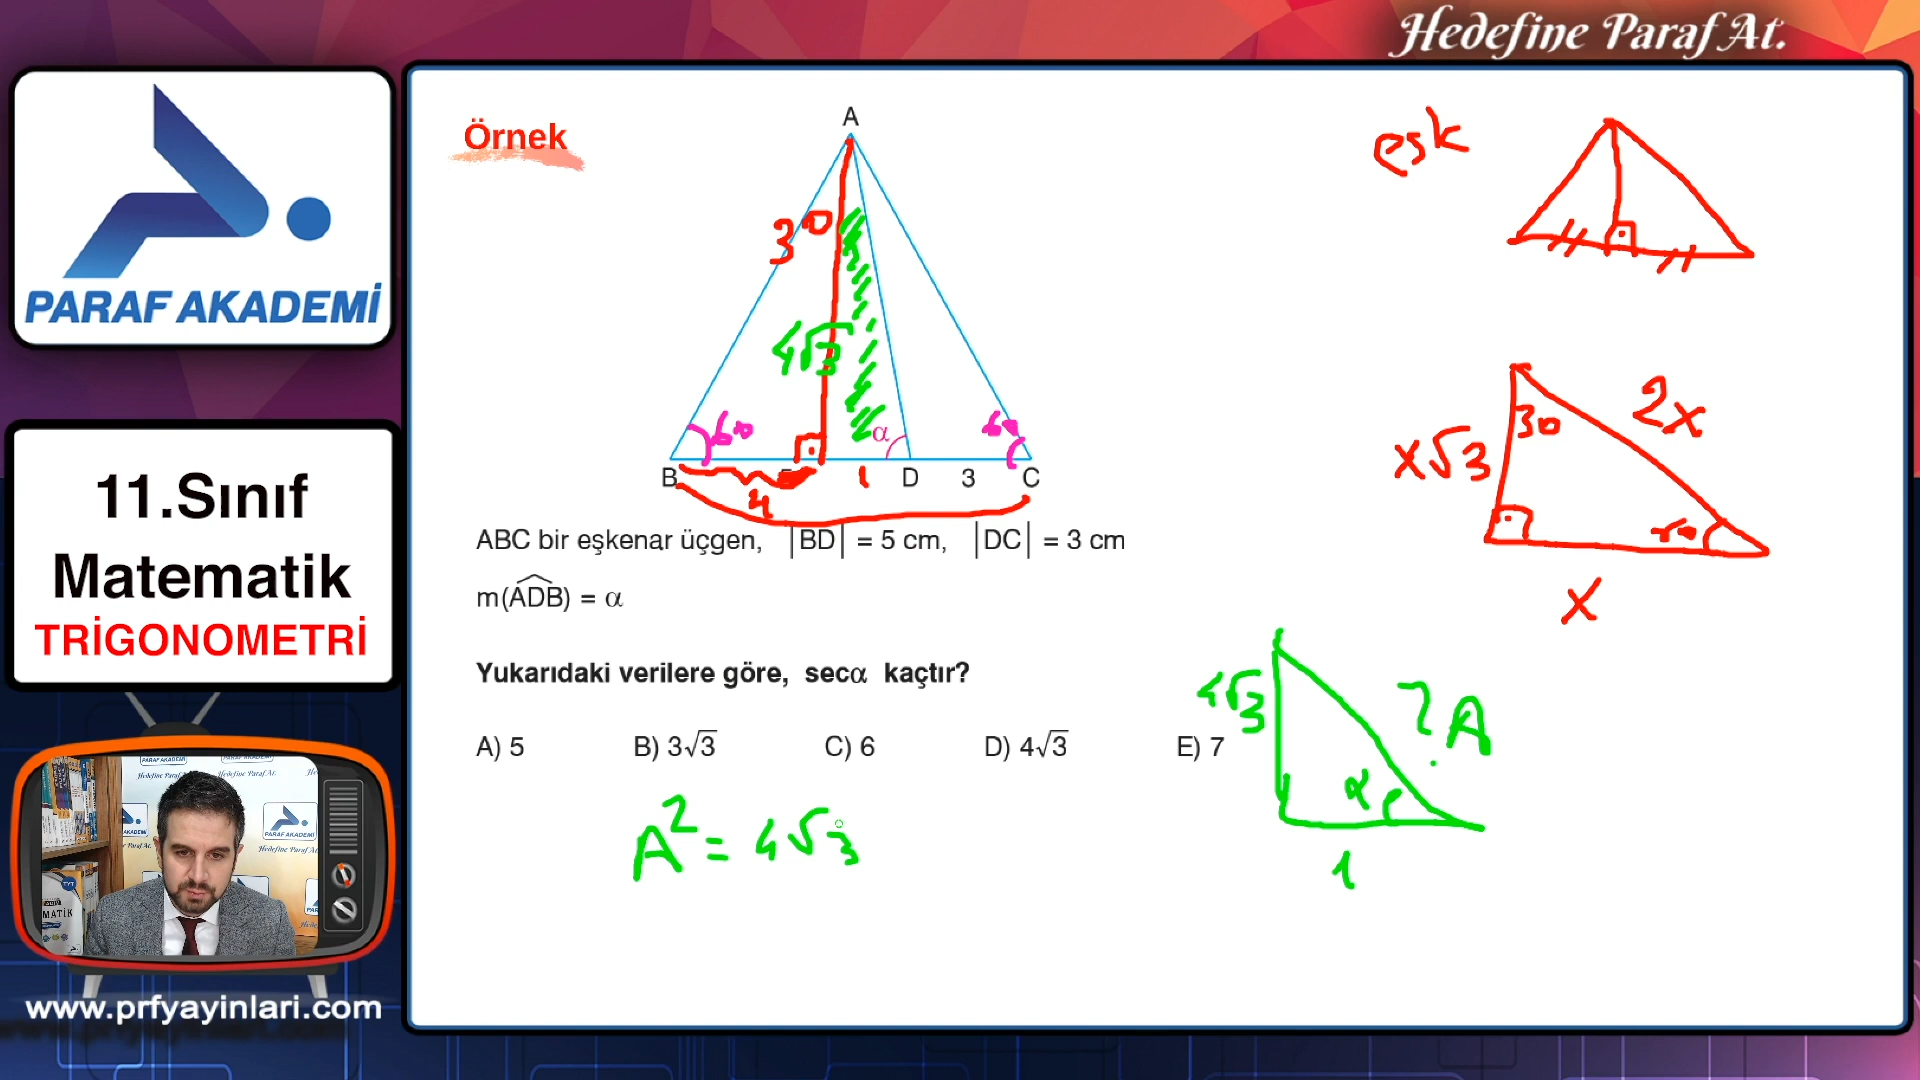 Hedefine Paraf At.
PARAF AKADEMİ
11.Sınıf
Matematik
TRİGONOMETRİ
www.prfyayinlari.com
Örnek
A
30
4√3
60
α
60
B
1
D
3
C
4
ABC bir eşkenar üçgen, |BD| = 5 cm, |DC| = 3 cm
m(ADB) = α
Yukarıdaki verilere göre, secα kaçtır?
A) 5 B) 3√3 C) 6 D) 4√3 E) 7
A² = 4√3
esk
30
2x
x√3
60
x
4√3
? A
α
1